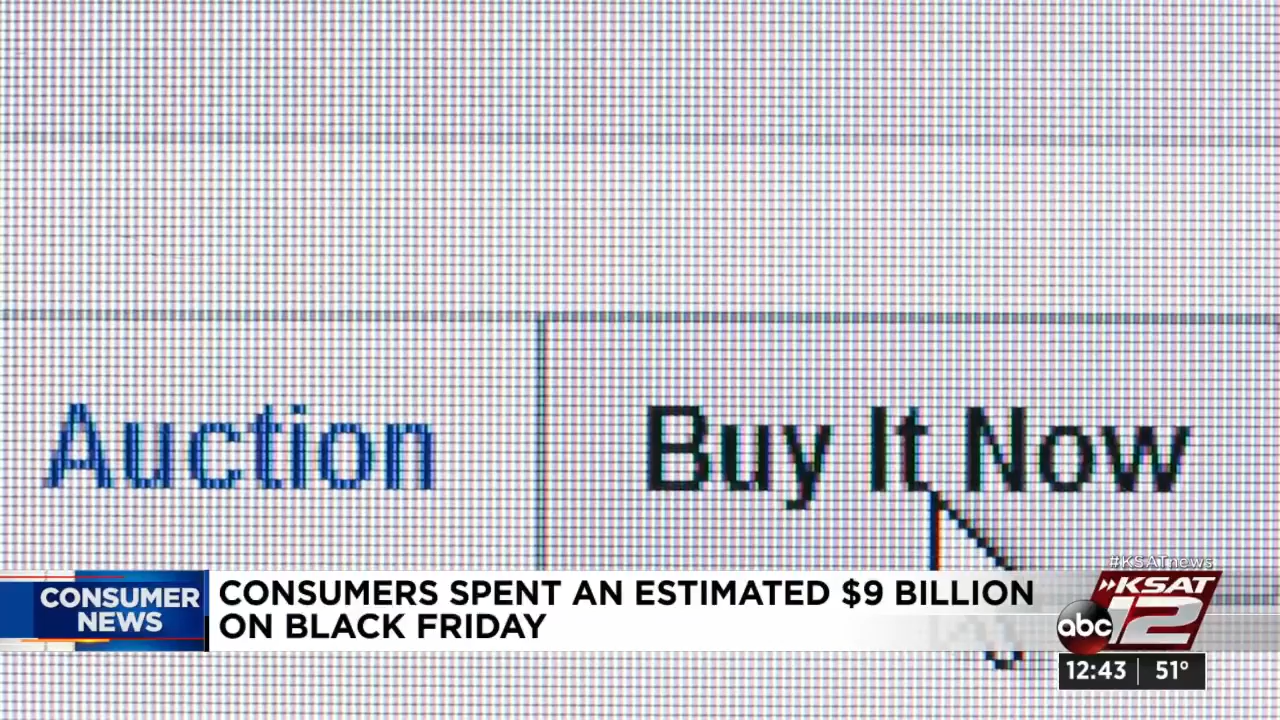 Auction
Buy It Now
#KSATnews
CONSUMER
NEWS
CONSUMERS SPENT AN ESTIMATED $9 BILLION
ON BLACK FRIDAY
KSAT
abc 12
12:43 51°